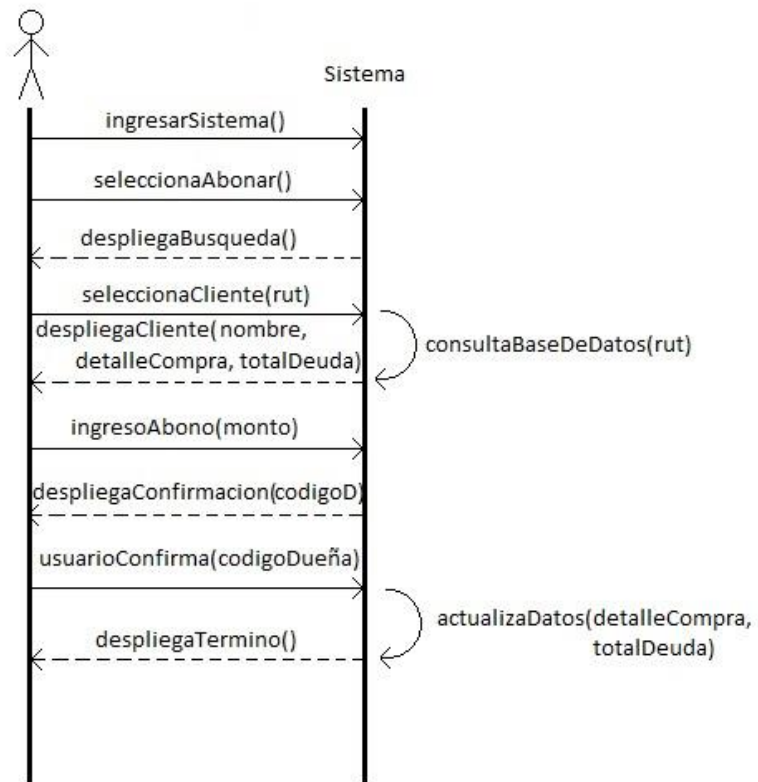 Sistema
ingresarSistema()
seleccionaAbonar()
despliegaBusqueda()
seleccionaCliente(rut)
despliegaCliente(nombre,
detalleCompra, totalDeuda)
consultaBaseDeDatos(rut)
ingresoAbono(monto)
despliegaConfirmacion(codigoD)
usuarioConfirma(codigoDueña)
actualizaDatos(detalleCompra,
totalDeuda)
despliegaTermino()